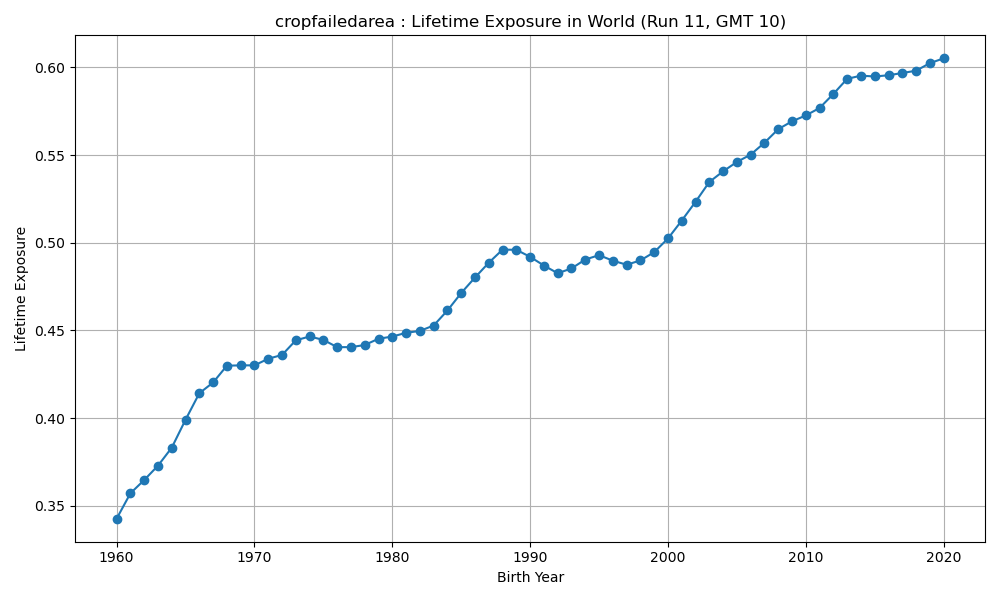 cropfailedarea : Lifetime Exposure in World (Run 11, GMT 10)
0.60
0.55
0.50
0.45
0.40
0.35
Lifetime Exposure
1960 1970 1980 1990 2000 2010 2020
Birth Year